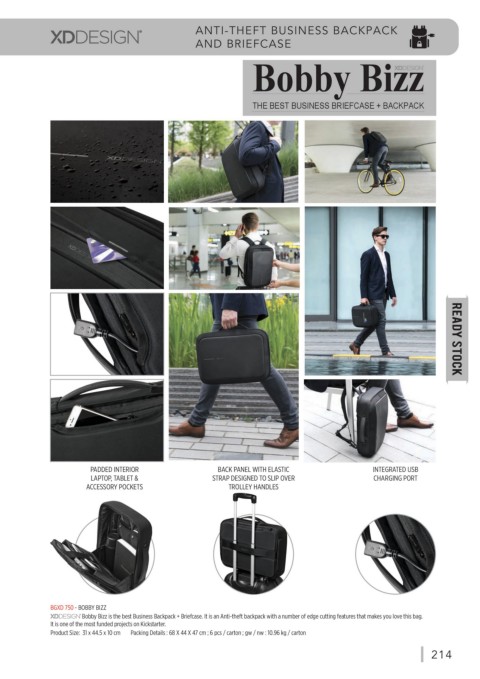 XDDESIGN®
ANTI-THEFT BUSINESS BACKPACK
AND BRIEFCASE
XDDESIGN
Bobby Bizz
THE BEST BUSINESS BRIEFCASE + BACKPACK
READY STOCK
PADDED INTERIOR
LAPTOP, TABLET &
ACCESSORY POCKETS
BACK PANEL WITH ELASTIC
STRAP DESIGNED TO SLIP OVER
TROLLEY HANDLES
INTEGRATED USB
CHARGING PORT
BGXD 750 - BOBBY BIZZ
XDDESIGN® Bobby Bizz is the best Business Backpack + Briefcase. It is an Anti-theft backpack with a number of edge cutting features that makes you love this bag.
It is one of the most funded projects on Kickstarter.
Product Size: 31 x 44.5 x 10 cm Packing Details : 68 X 44 X 47 cm ; 6 pcs / carton ; gw / nw : 10.96 kg / carton
214